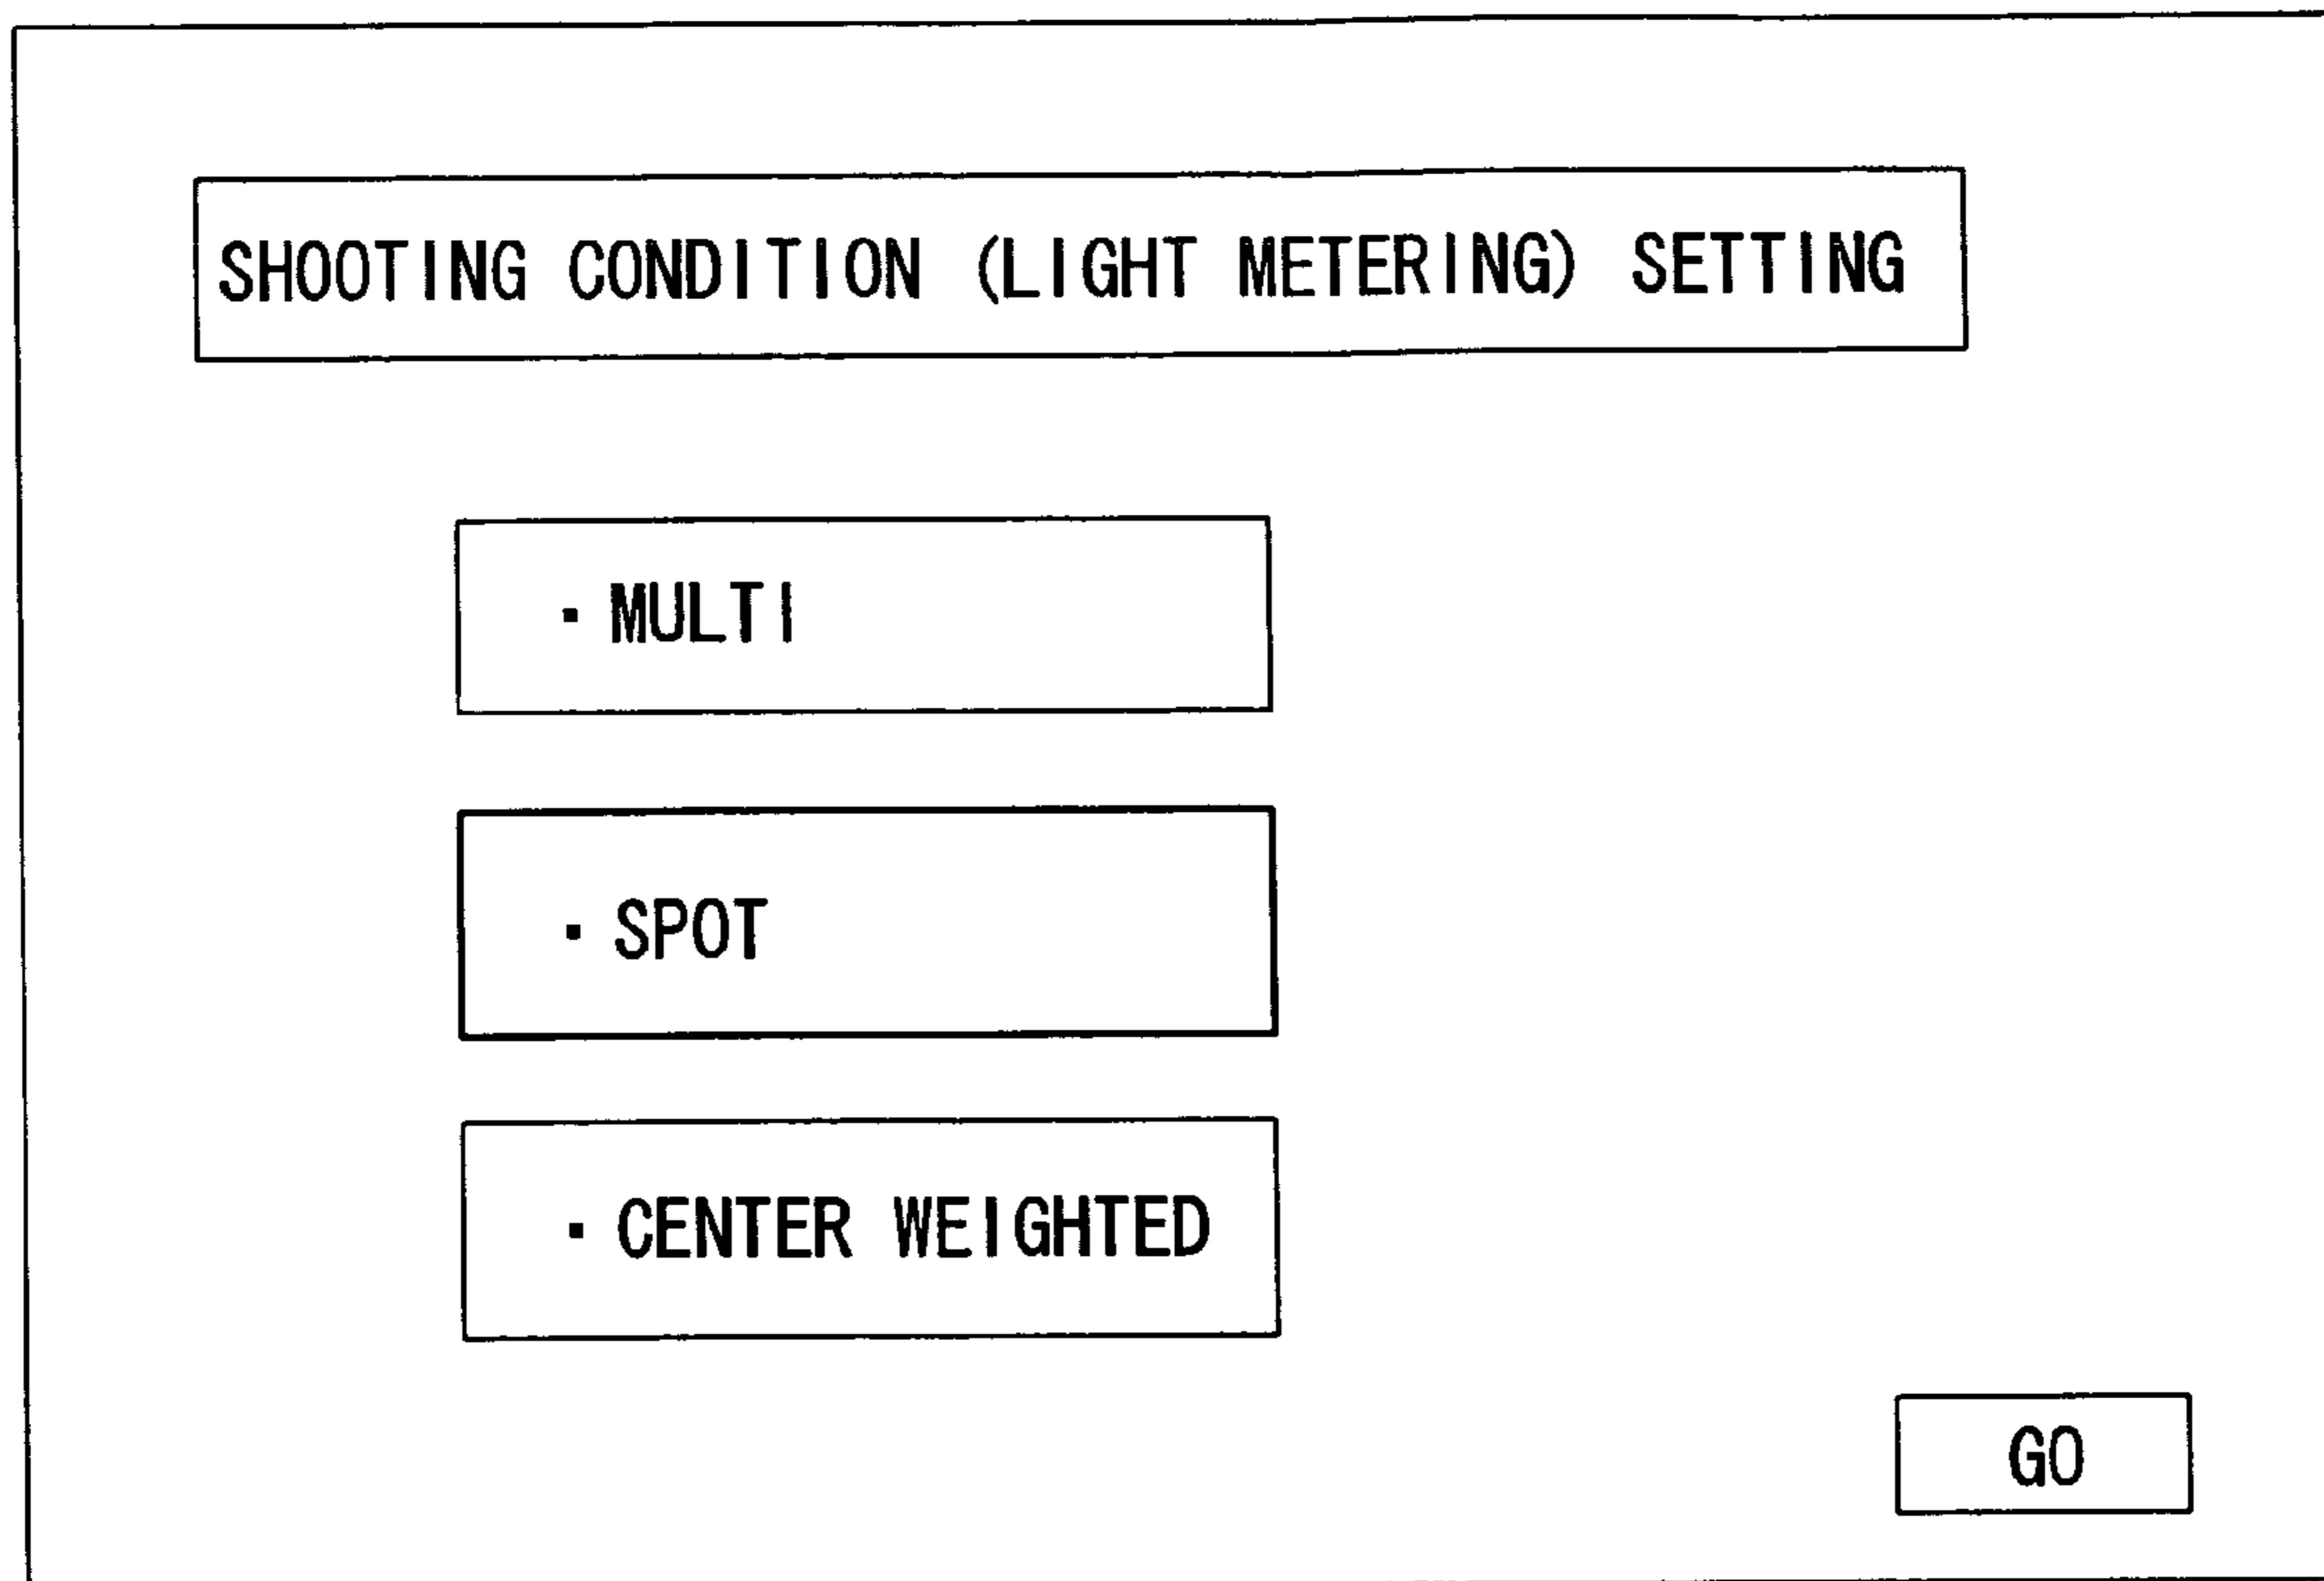 SHOOTING CONDITION (LIGHT METERING) SETTING
・MULTI
・SPOT
・CENTER WEIGHTED
GO